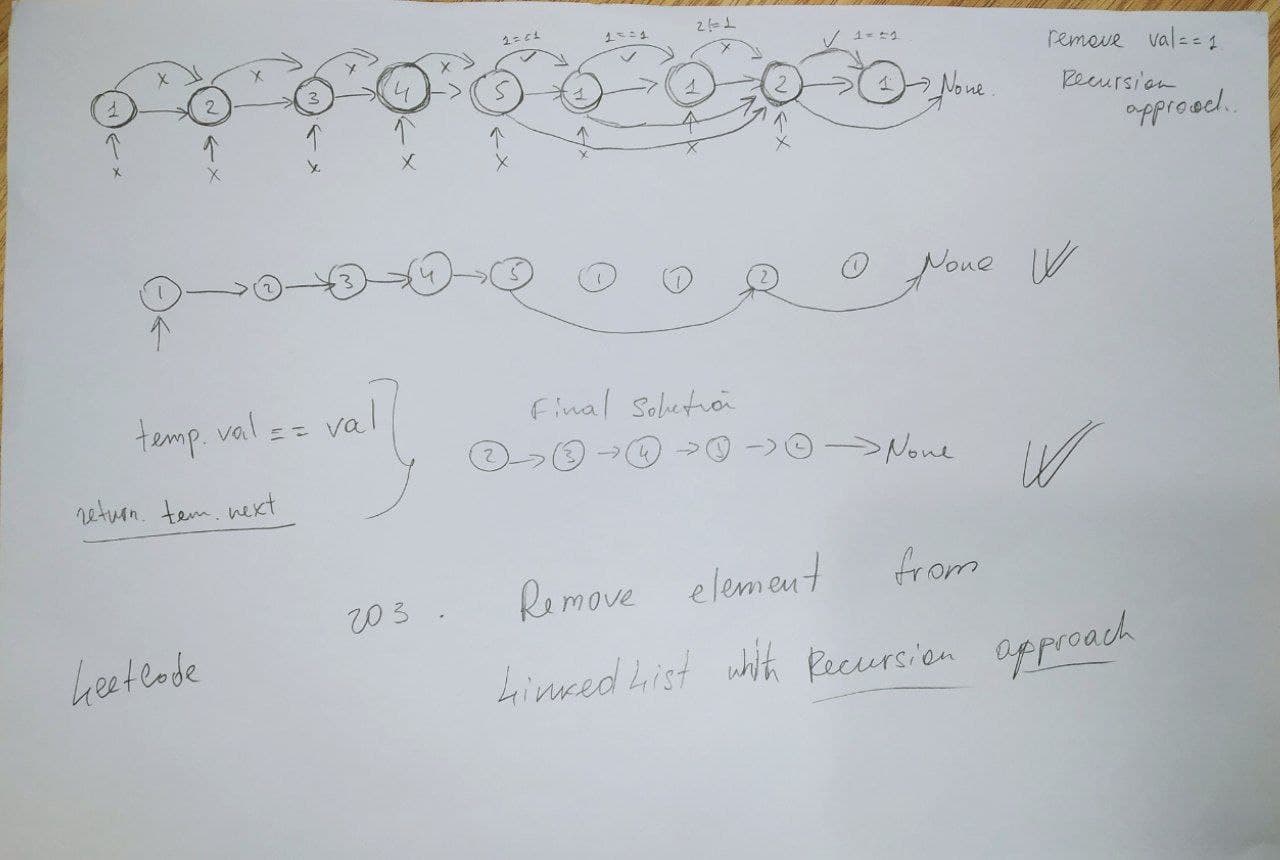 1==1 1==1 2!=1 1==1
x x x x ✓ ✓ x ✓
1 2 3 4 5 1 1 2 1 None.
x x x x x x x x
remove val==1
Recursion
approach.
1 2 3 4 5 1 1 2 1 None
temp.val == val
return. tem.next
Final Solution
2 3 4 5 2 None
203. Remove element from
LeetCode
LinkedList whith Recursion approach